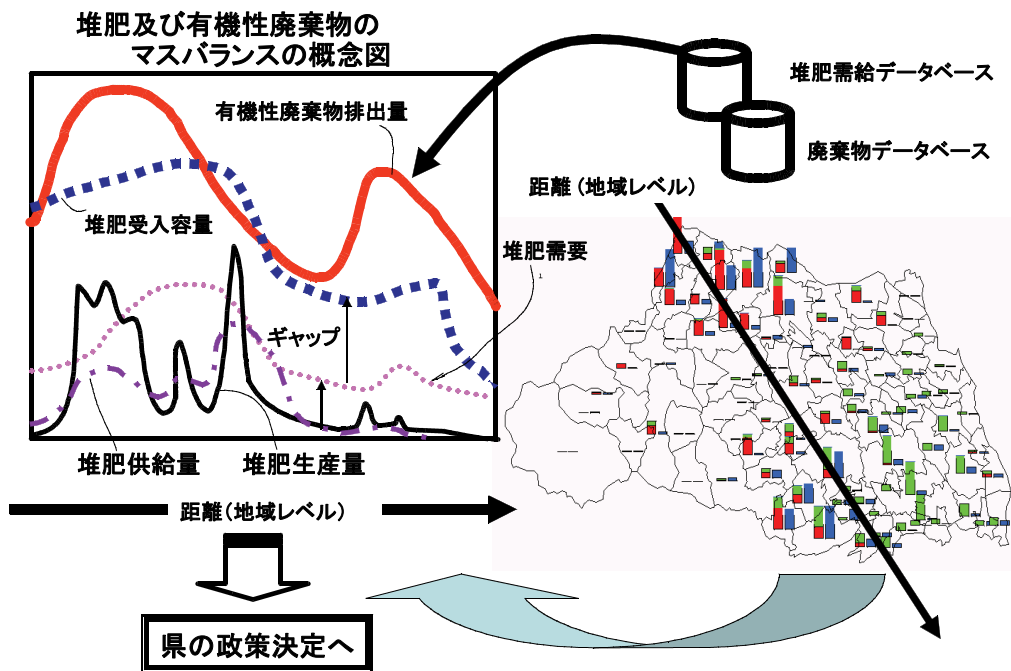 堆肥及び有機性廃棄物の
マスバランスの概念図
有機性廃棄物排出量
堆肥受入容量
堆肥需要
ギャップ
堆肥供給量
堆肥生産量
距離（地域レベル）
県の政策決定へ
堆肥需給データベース
廃棄物データベース
距離（地域レベル）